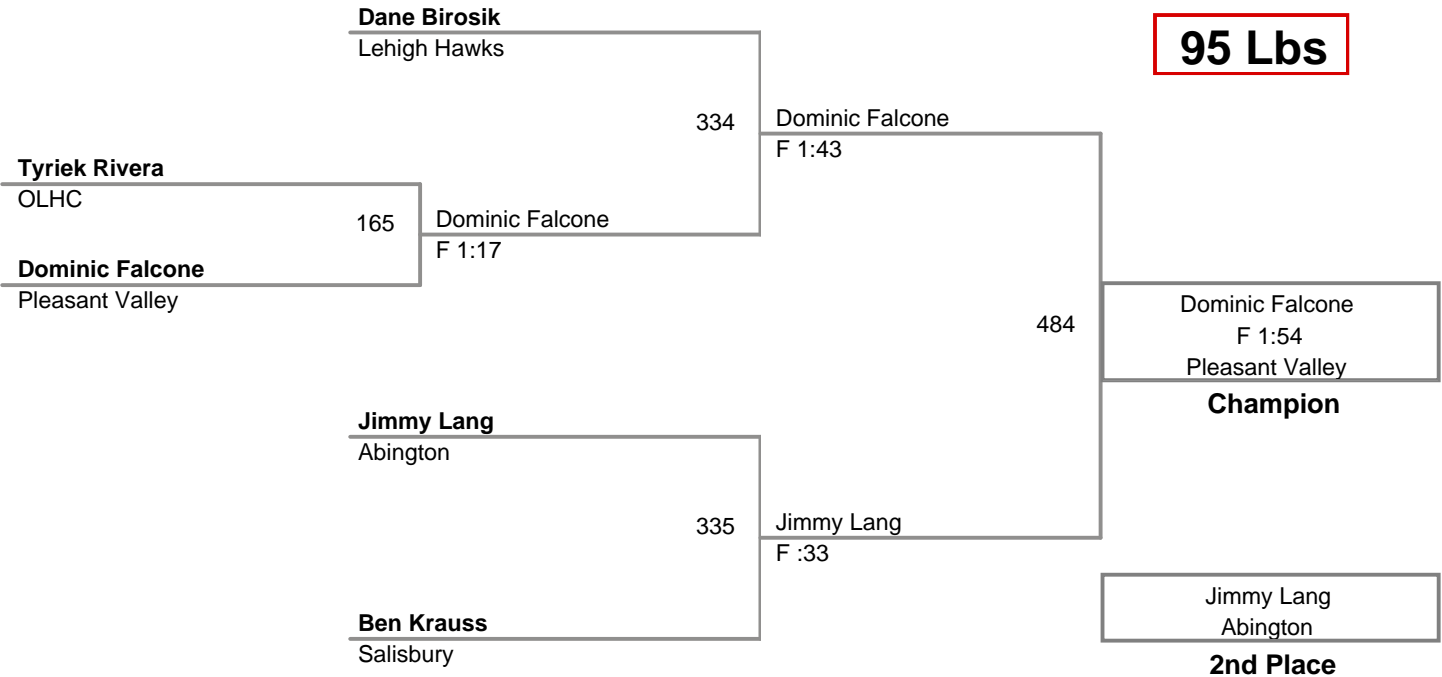 Dane Birosik
Lehigh Hawks
95 Lbs
334
Dominic Falcone
F 1:43
Tyriek Rivera
OLHC
165
Dominic Falcone
F 1:17
Dominic Falcone
Pleasant Valley
484
Dominic Falcone
F 1:54
Pleasant Valley
Champion
Jimmy Lang
Abington
335
Jimmy Lang
F :33
Ben Krauss
Salisbury
Jimmy Lang
Abington
2nd Place